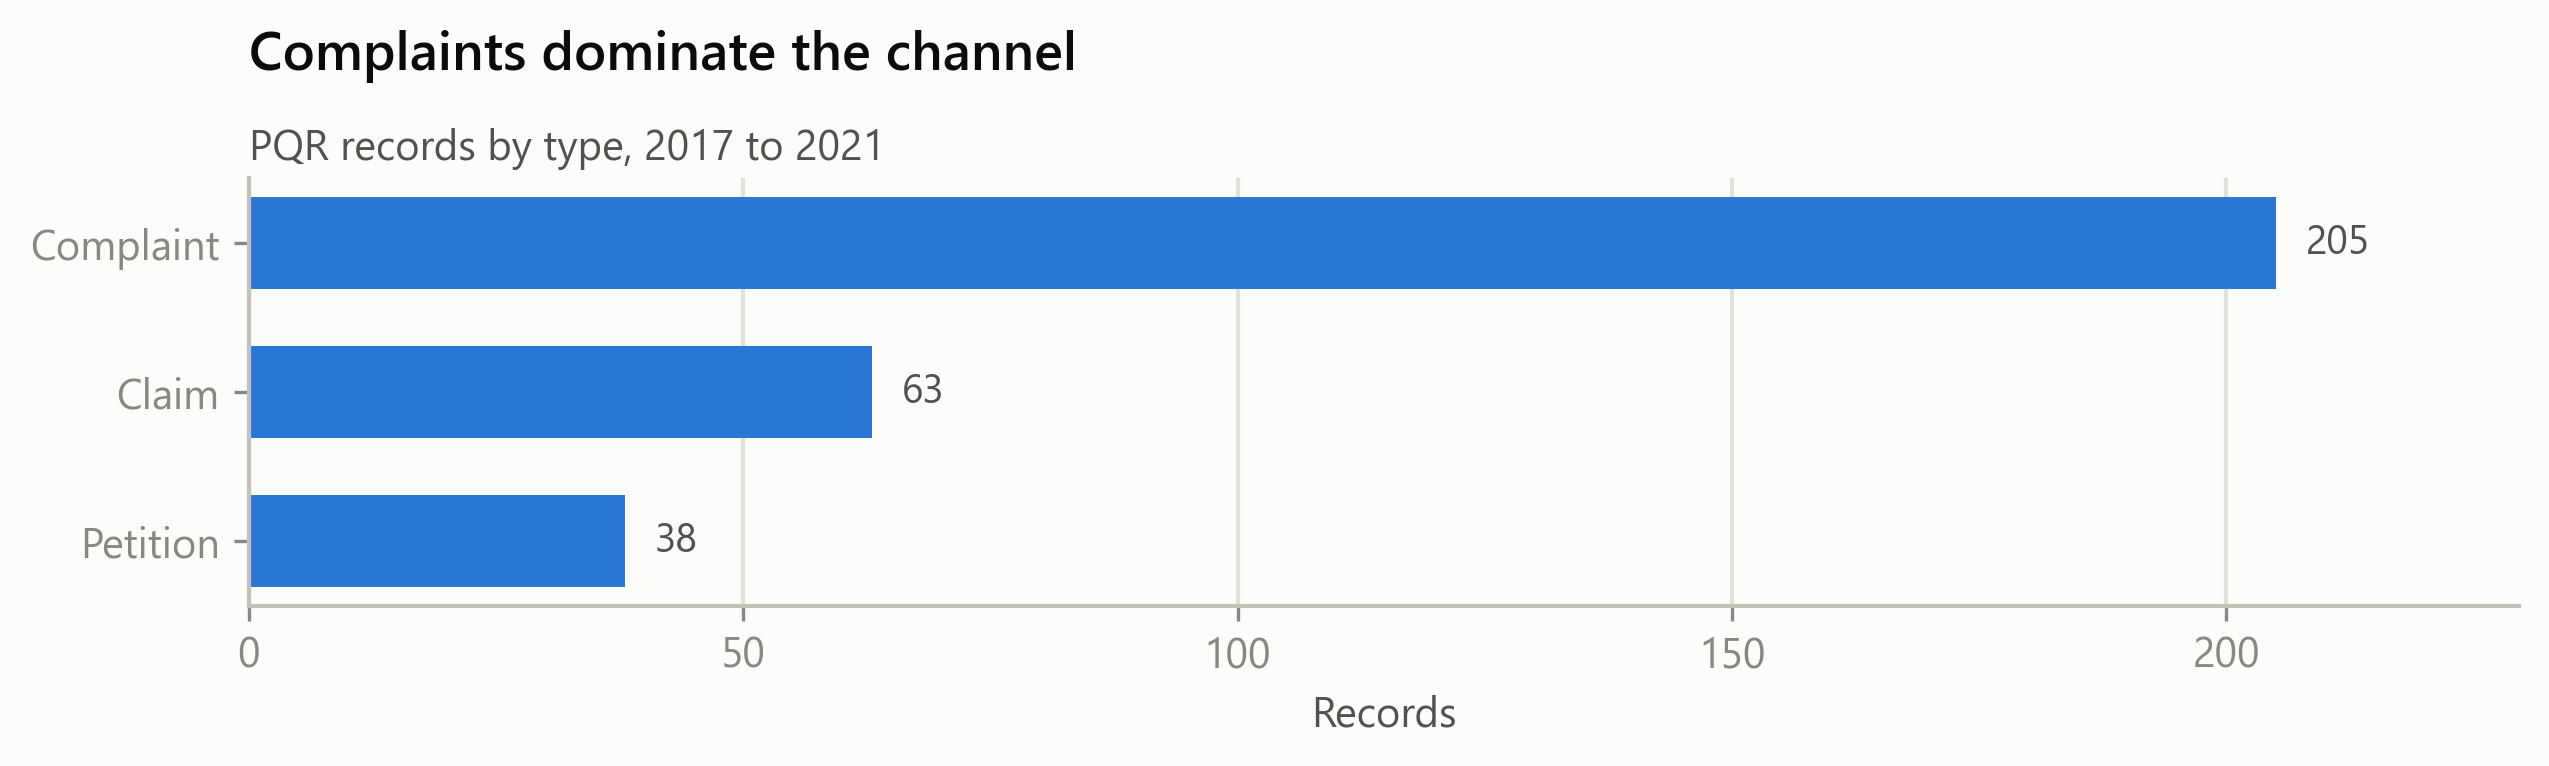 Complaints dominate the channel
PQR records by type, 2017 to 2021
Complaint
205
Claim
63
Petition
38
0 50 100 150 200
Records